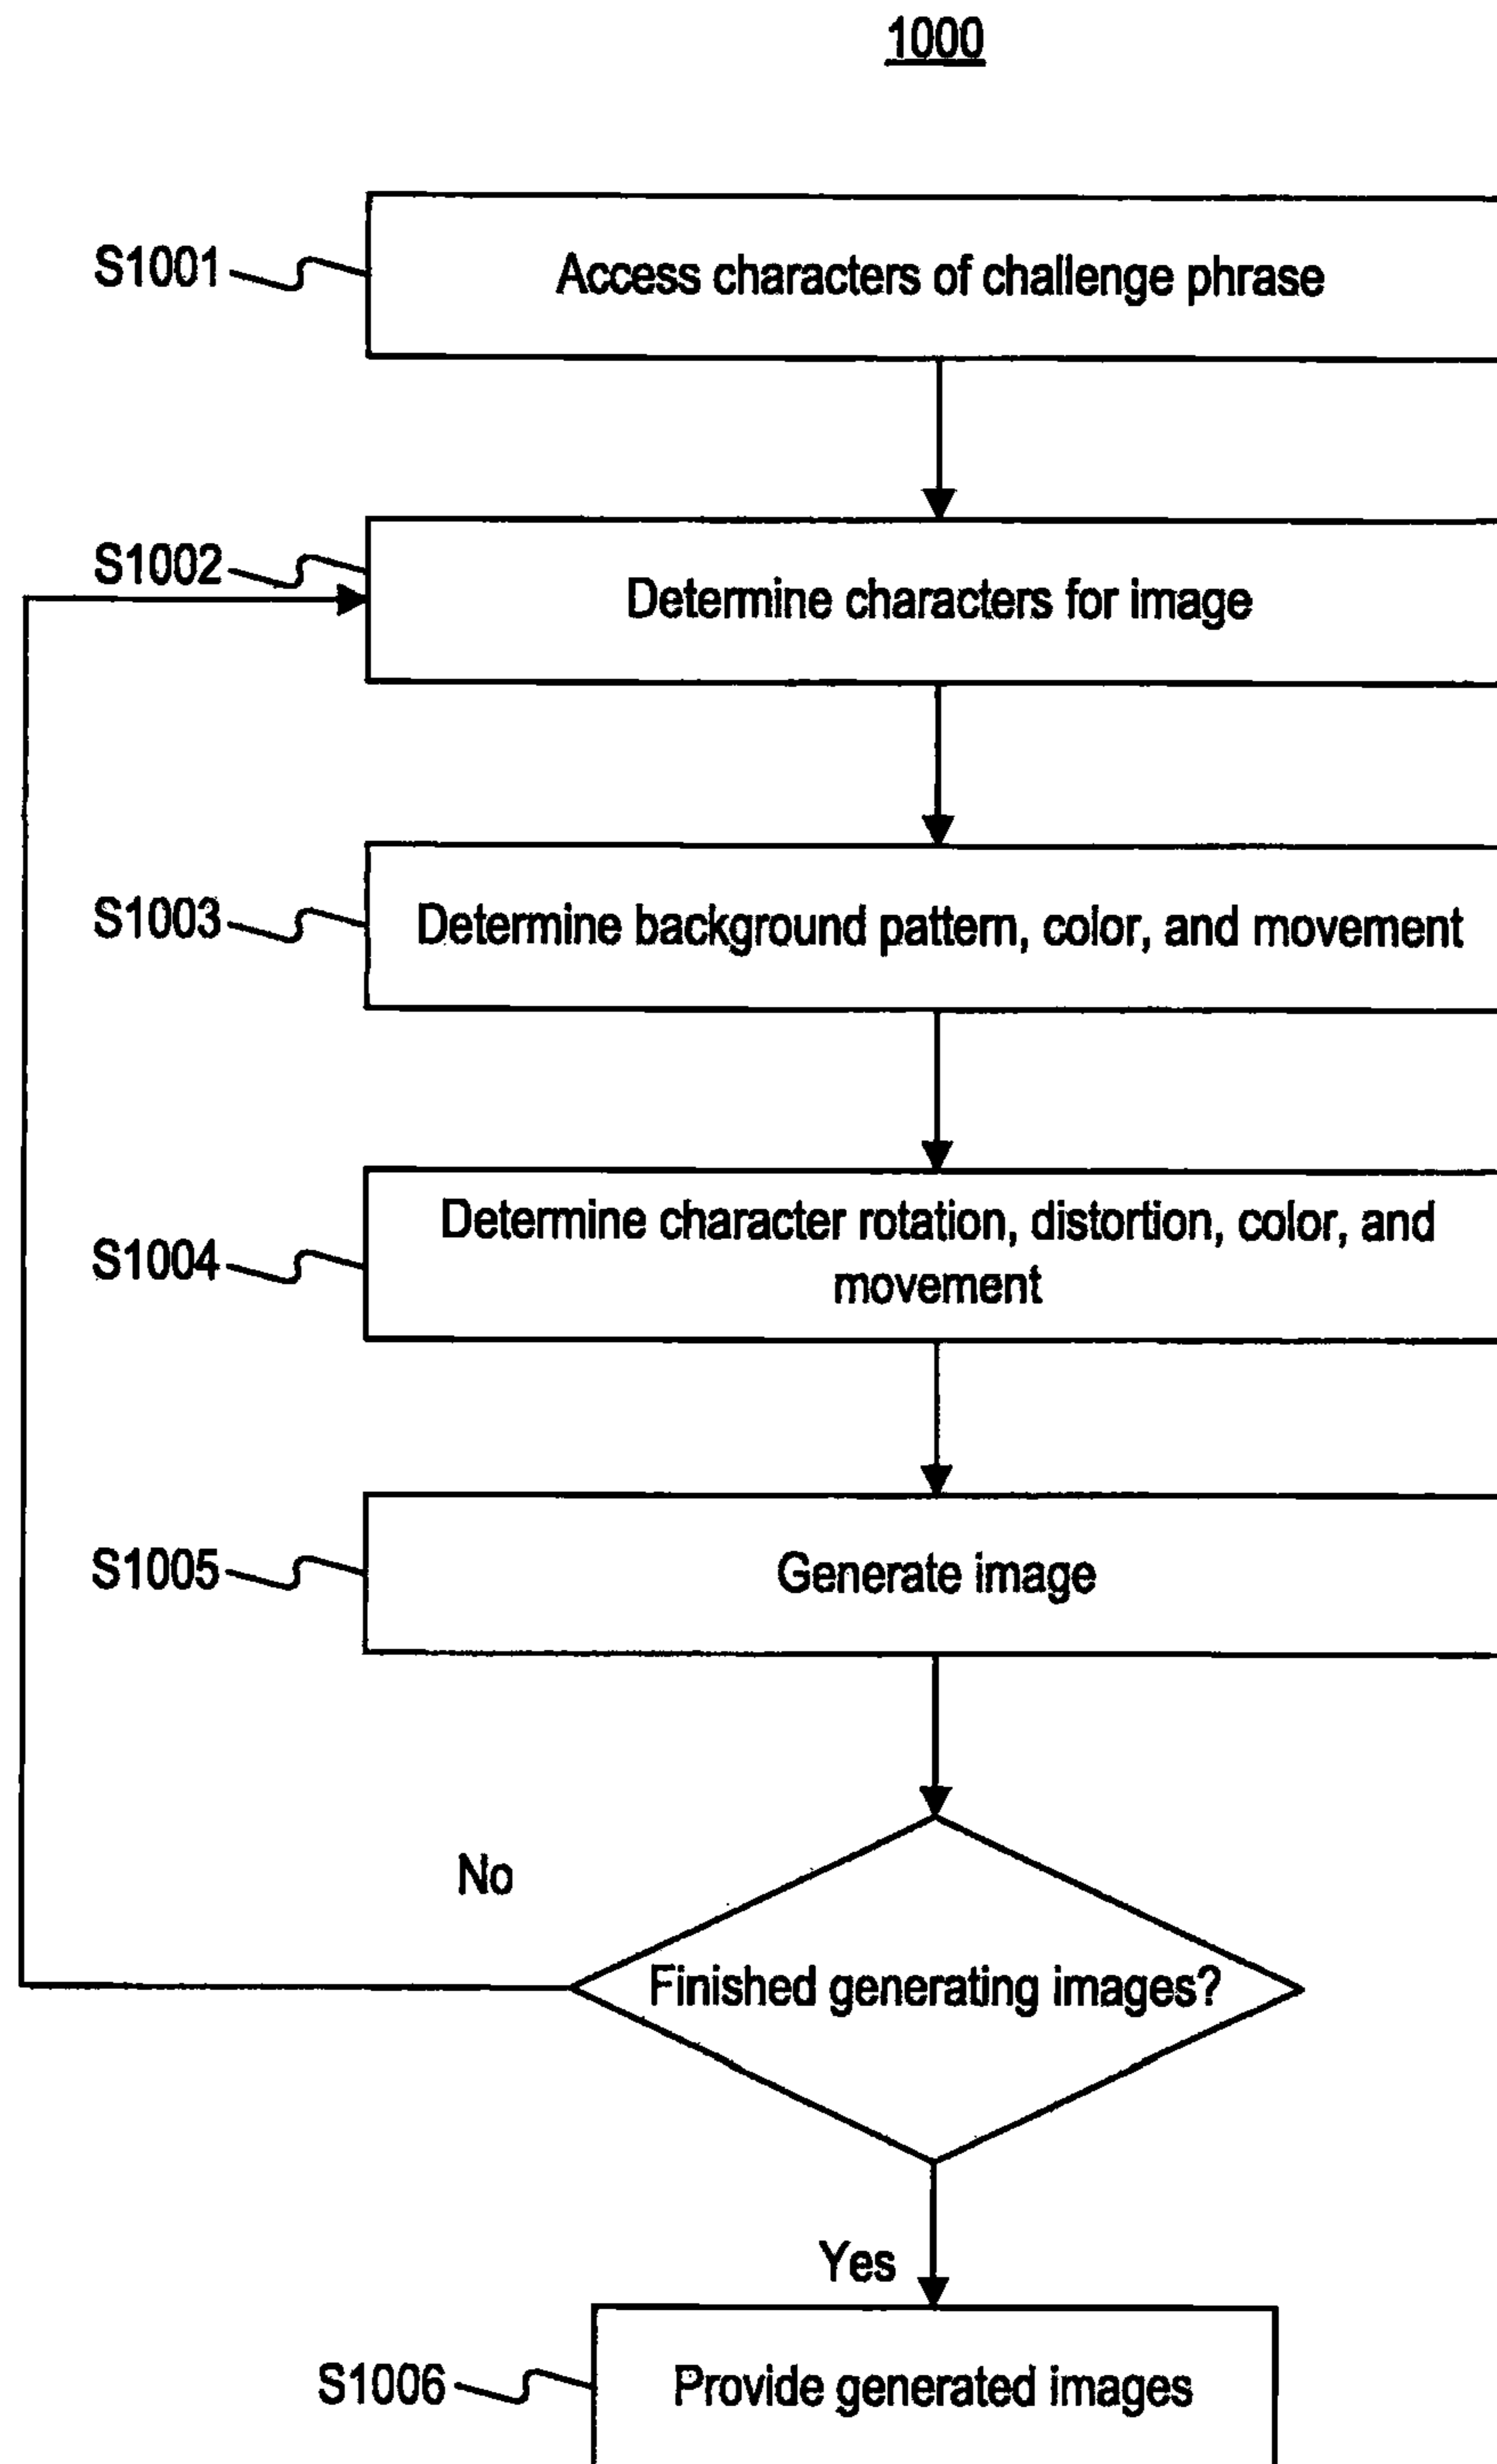 1000
S1001
Access characters of challenge phrase
S1002
Determine characters for image
S1003
Determine background pattern, color, and movement
S1004
Determine character rotation, distortion, color, and
movement
S1005
Generate image
No
Finished generating images?
Yes
S1006
Provide generated images